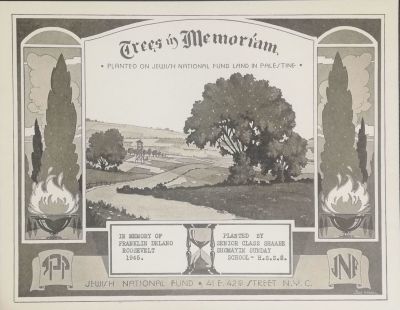 Trees in Memoriam
• PLANTED ON JEWISH NATIONAL FUND LAND IN PALESTINE •
IN MEMORY OF
FRANKLIN DELANO
ROOSEVELT
1945.
PLANTED BY
SENIOR CLASS SHAARE
SHOMAYIM SUNDAY
SCHOOL - H.S.S.S.
JNF
JEWISH NATIONAL FUND • 41 E. 42nd STREET N.Y.C.